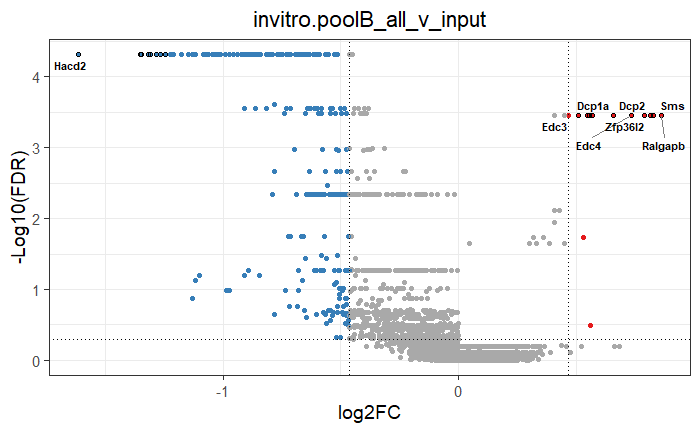 invitro.poolB_all_v_input
-Log10(FDR)
4
3
2
1
0
Hacd2
Dcp1a
Dcp2
Sms
Edc3
Zfp36l2
Edc4
Ralgapb
-1
0
log2FC